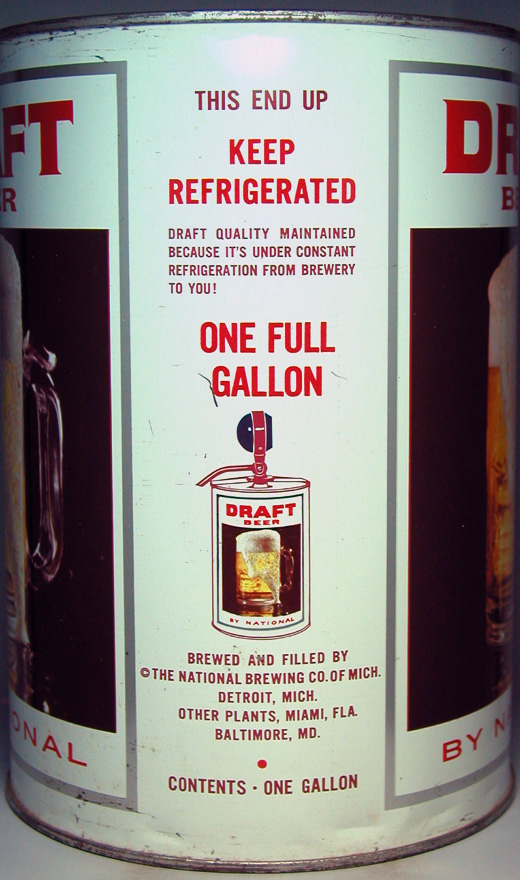 THIS END UP
KEEP
REFRIGERATED
DRAFT QUALITY MAINTAINED
BECAUSE IT'S UNDER CONSTANT
REFRIGERATION FROM BREWERY
TO YOU!
ONE FULL
GALLON
DRAFT
BEER
BY NATIONAL
BREWED AND FILLED BY
©THE NATIONAL BREWING CO. OF MICH.
DETROIT, MICH.
OTHER PLANTS, MIAMI, FLA.
BALTIMORE, MD.
CONTENTS · ONE GALLON
AFT
ER
ONAL
DR
B
BY N